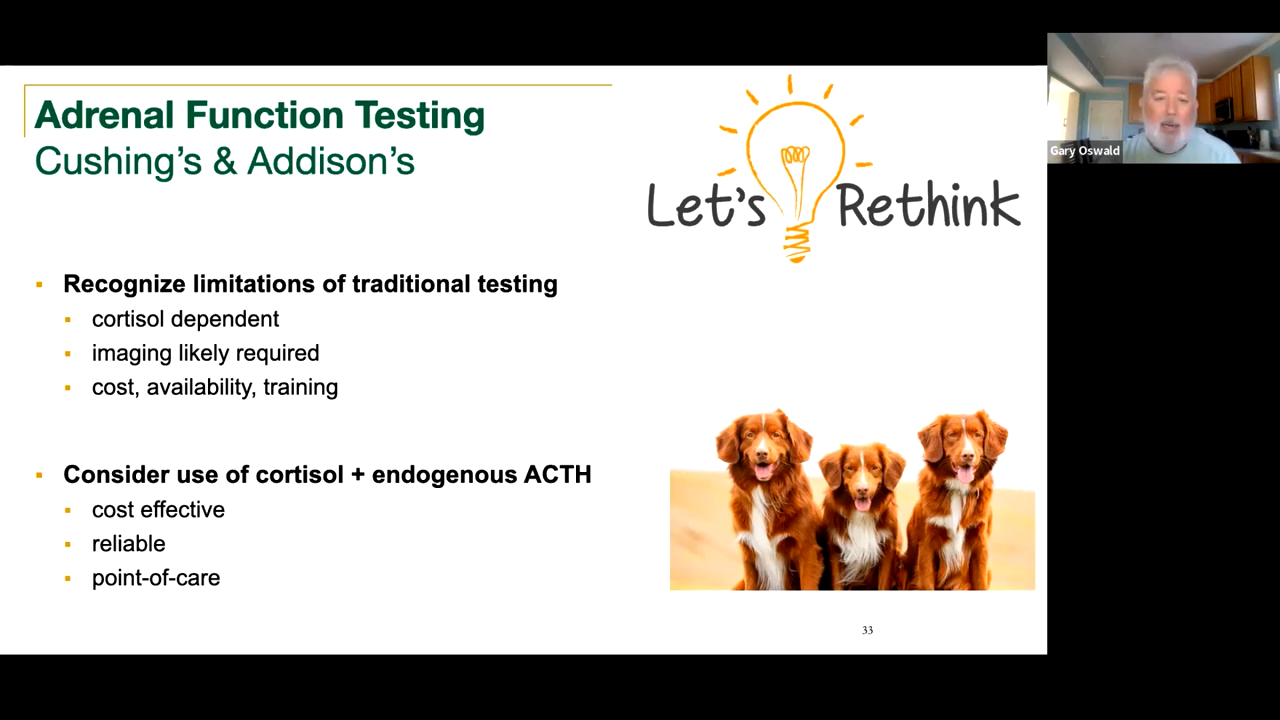 Adrenal Function Testing
Cushing's & Addison's
Let's Rethink
Gary Oswald
▪ Recognize limitations of traditional testing
▪ cortisol dependent
▪ imaging likely required
▪ cost, availability, training
▪ Consider use of cortisol + endogenous ACTH
▪ cost effective
▪ reliable
▪ point-of-care
33